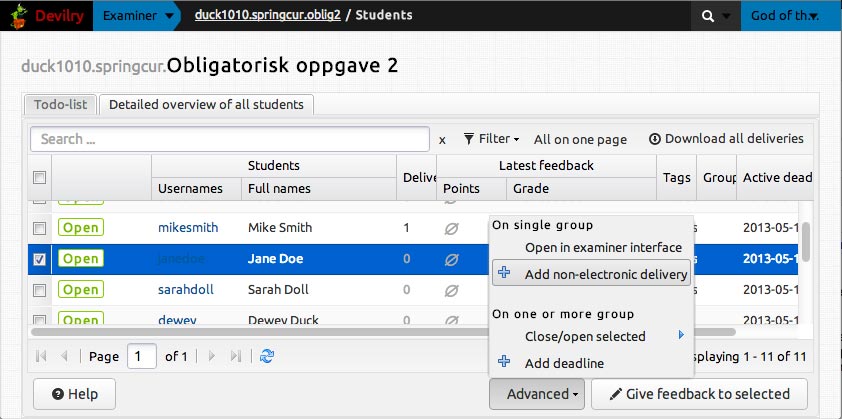 Devilry Examiner duck1010.springcur.oblig2 / Students God of th
duck1010.springcur.Obligatorisk oppgave 2
Todo-list Detailed overview of all students
Search ... x Filter All on one page Download all deliveries
Students Latest feedback
Usernames Full names Delive Points Grade Tags Group Active dead
Open
Open mikesmith Mike Smith 1 2013-05-1
Open janedoe Jane Doe 0 2013-05-1
Open sarahdoll Sarah Doll 0 2013-05-1
Open dewey Dewey Duck 0 2013-05-1
On single group
Open in examiner interface
Add non-electronic delivery
On one or more group
Close/open selected
Add deadline
Page 1 of 1 splaying 1 - 11 of 11
Help Advanced Give feedback to selected